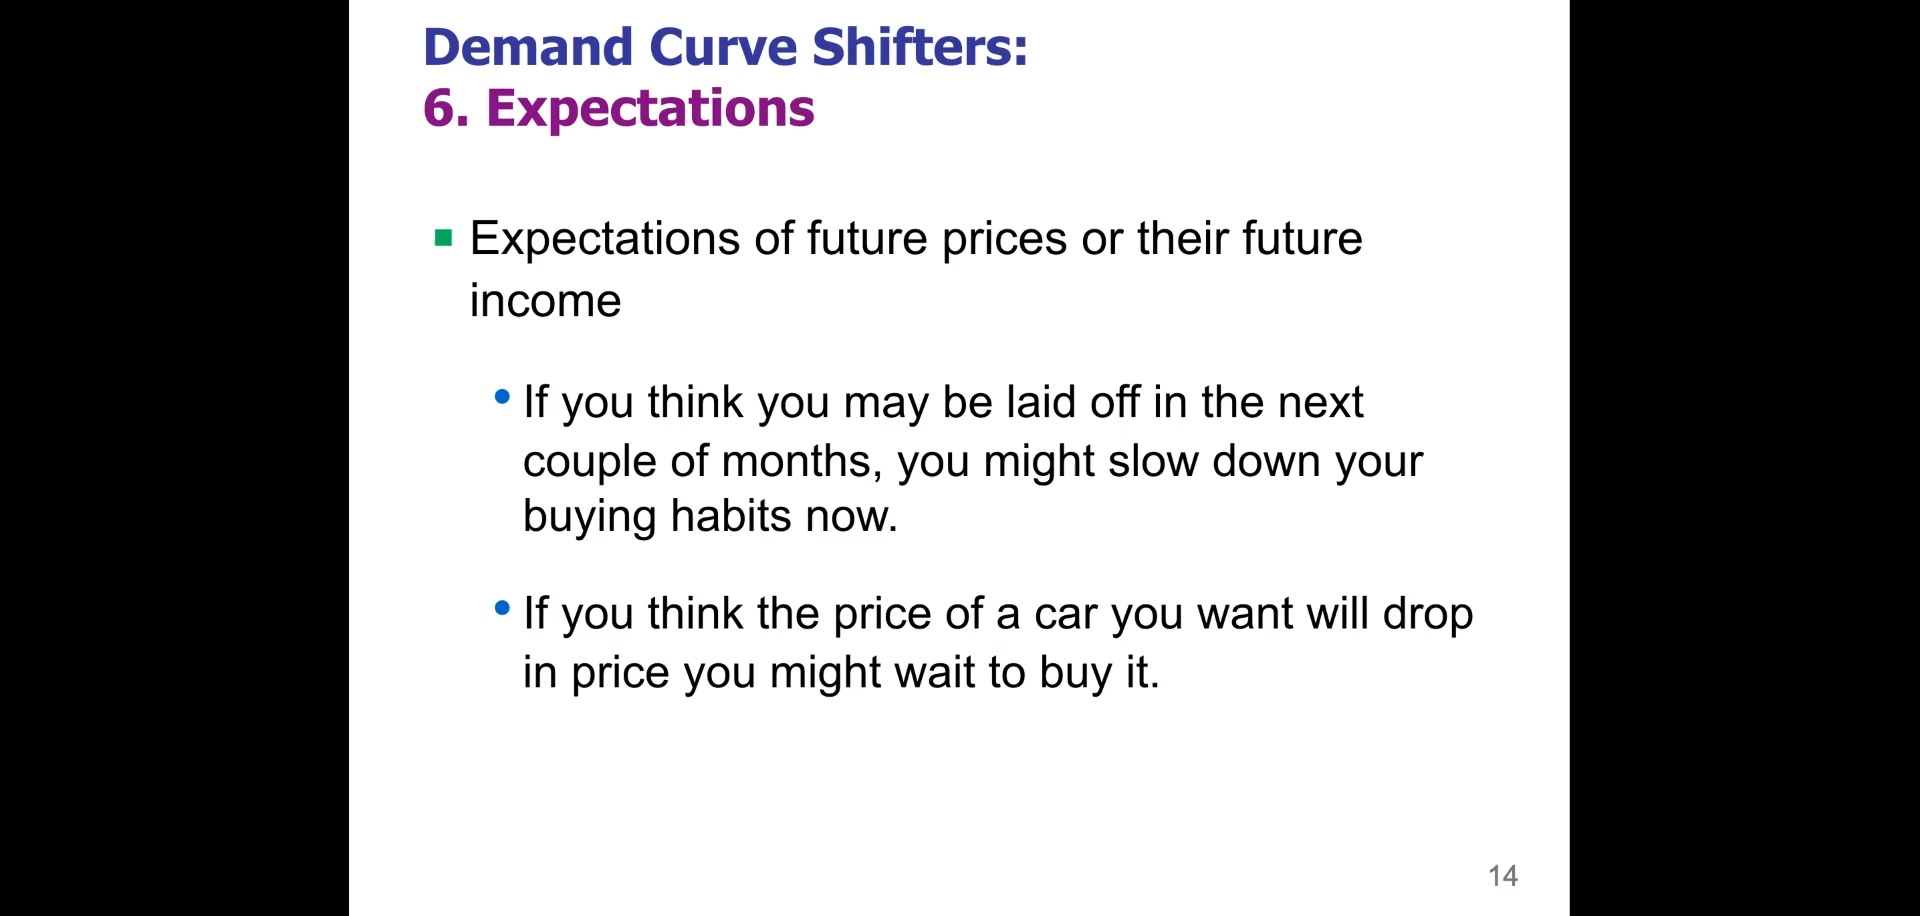 Demand Curve Shifters:
6. Expectations
Expectations of future prices or their future
income
If you think you may be laid off in the next
couple of months, you might slow down your
buying habits now.
If you think the price of a car you want will drop
in price you might wait to buy it.
14